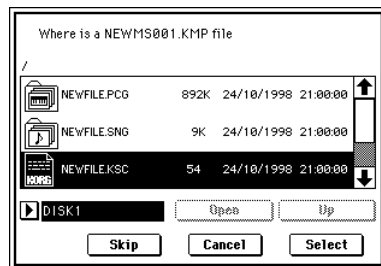 Where is a NEWMS001.KMP file
/
NEWFILE.PCG 892K 24/10/1998 21:00:00
NEWFILE.SNG 9K 24/10/1998 21:00:00
KORG NEWFILE.KSC 54 24/10/1998 21:00:00
DISK1 Open Up
Skip Cancel Select